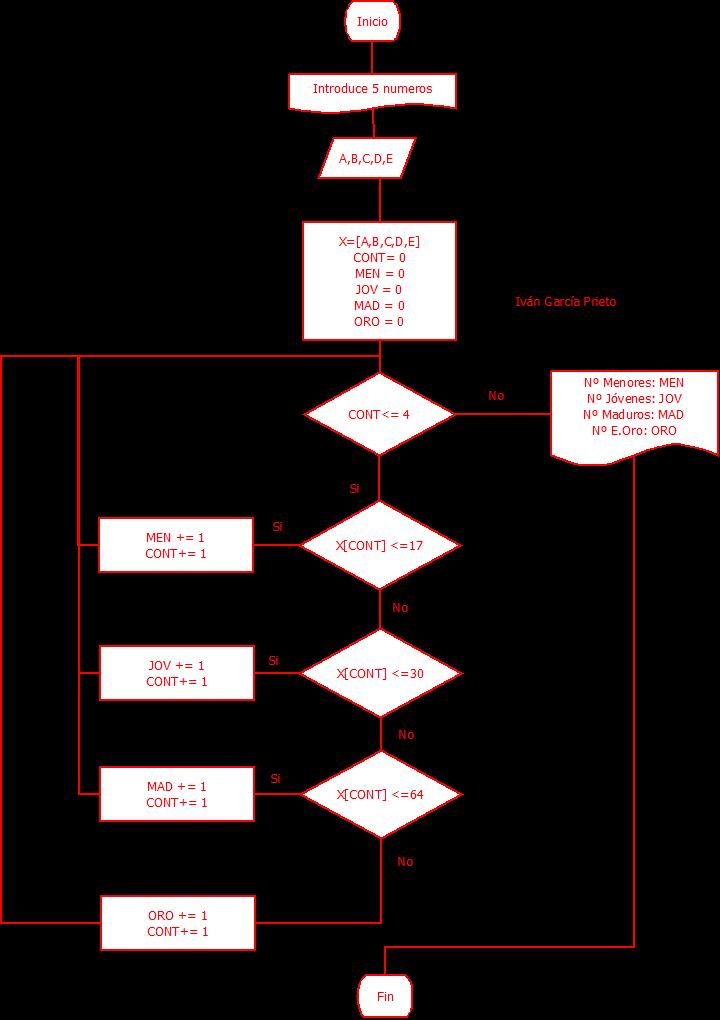 Inicio
Introduce 5 numeros
A,B,C,D,E
X=[A,B,C,D,E]
CONT= 0
MEN = 0
JOV = 0
MAD = 0
ORO = 0
Iván García Prieto
CONT<= 4
No
Nº Menores: MEN
Nº Jóvenes: JOV
Nº Maduros: MAD
Nº E.Oro: ORO
Si
X[CONT] <=17
Si
MEN += 1
CONT+= 1
No
X[CONT] <=30
Si
JOV += 1
CONT+= 1
No
X[CONT] <=64
Si
MAD += 1
CONT+= 1
No
ORO += 1
CONT+= 1
Fin